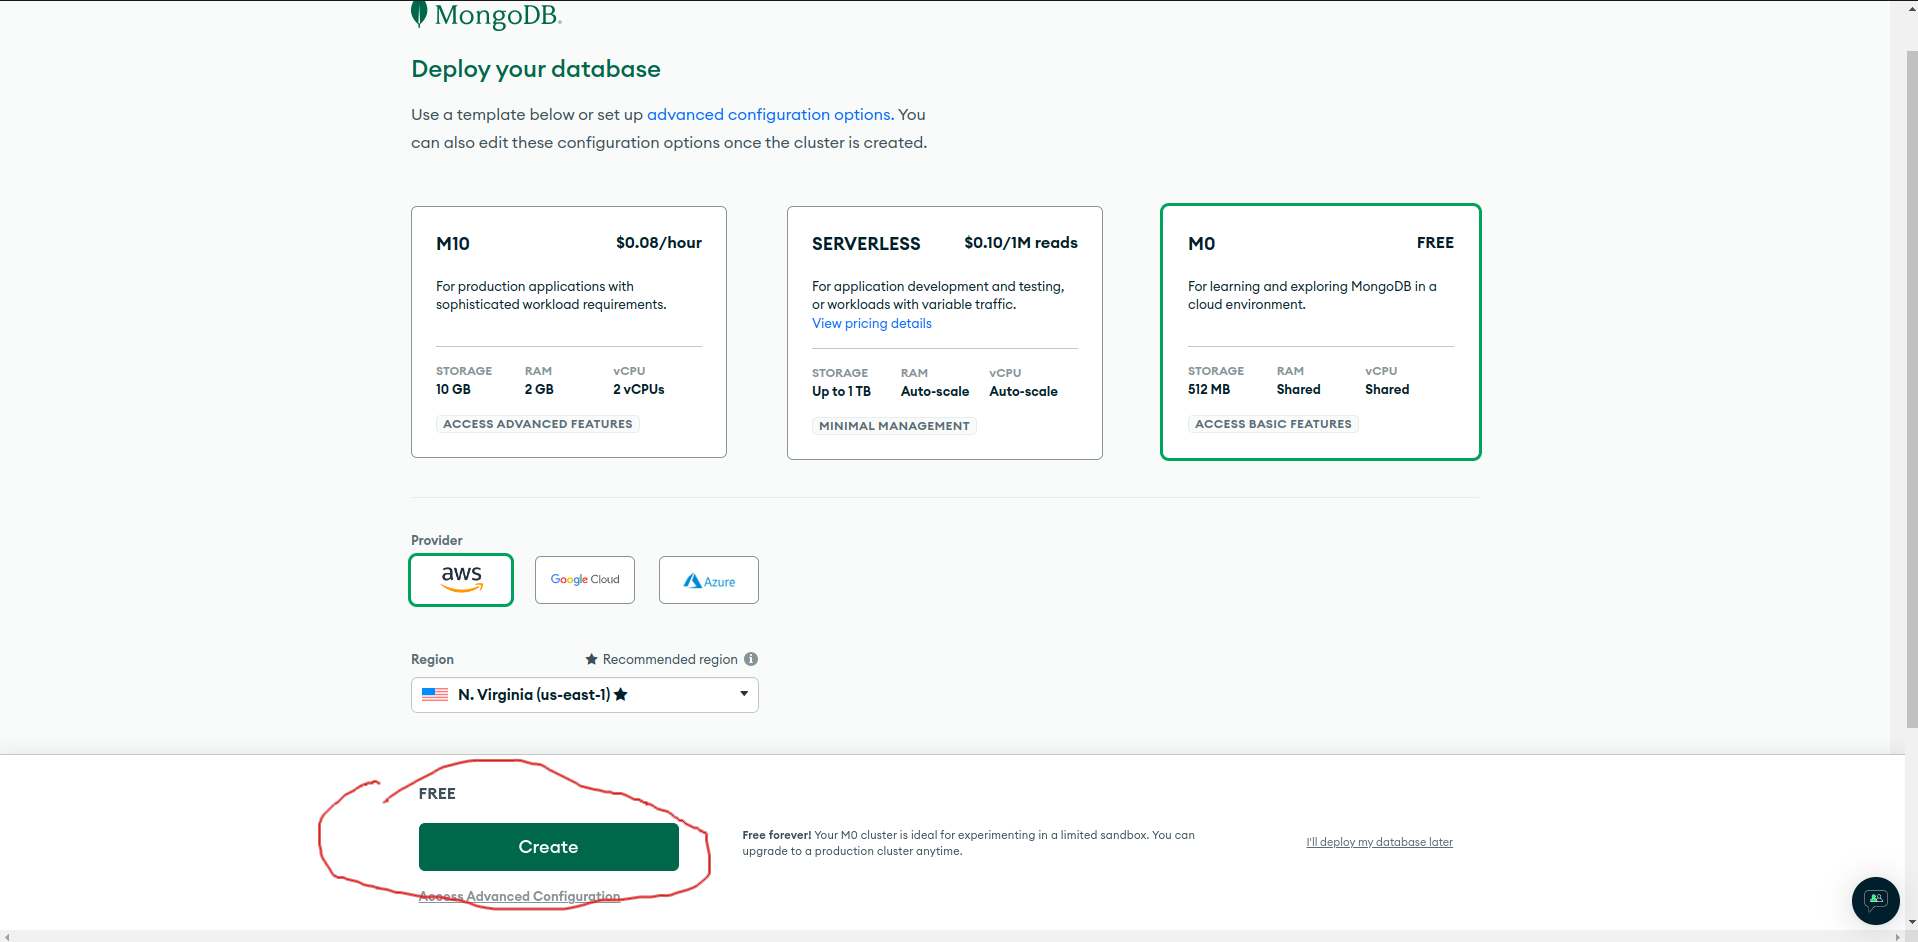 MongoDB.
Deploy your database
Use a template below or set up advanced configuration options. You
can also edit these configuration options once the cluster is created.
M10 $0.08/hour
For production applications with
sophisticated workload requirements.
STORAGE RAM vCPU
10 GB 2 GB 2 vCPUs
ACCESS ADVANCED FEATURES
SERVERLESS $0.10/1M reads
For application development and testing,
or workloads with variable traffic.
View pricing details
STORAGE RAM vCPU
Up to 1 TB Auto-scale Auto-scale
MINIMAL MANAGEMENT
M0 FREE
For learning and exploring MongoDB in a
cloud environment.
STORAGE RAM vCPU
512 MB Shared Shared
ACCESS BASIC FEATURES
Provider
aws Google Cloud Azure
Region ★ Recommended region
N. Virginia (us-east-1) ★
FREE
Create
Access Advanced Configuration
Free forever! Your M0 cluster is ideal for experimenting in a limited sandbox. You can
upgrade to a production cluster anytime.
I'll deploy my database later